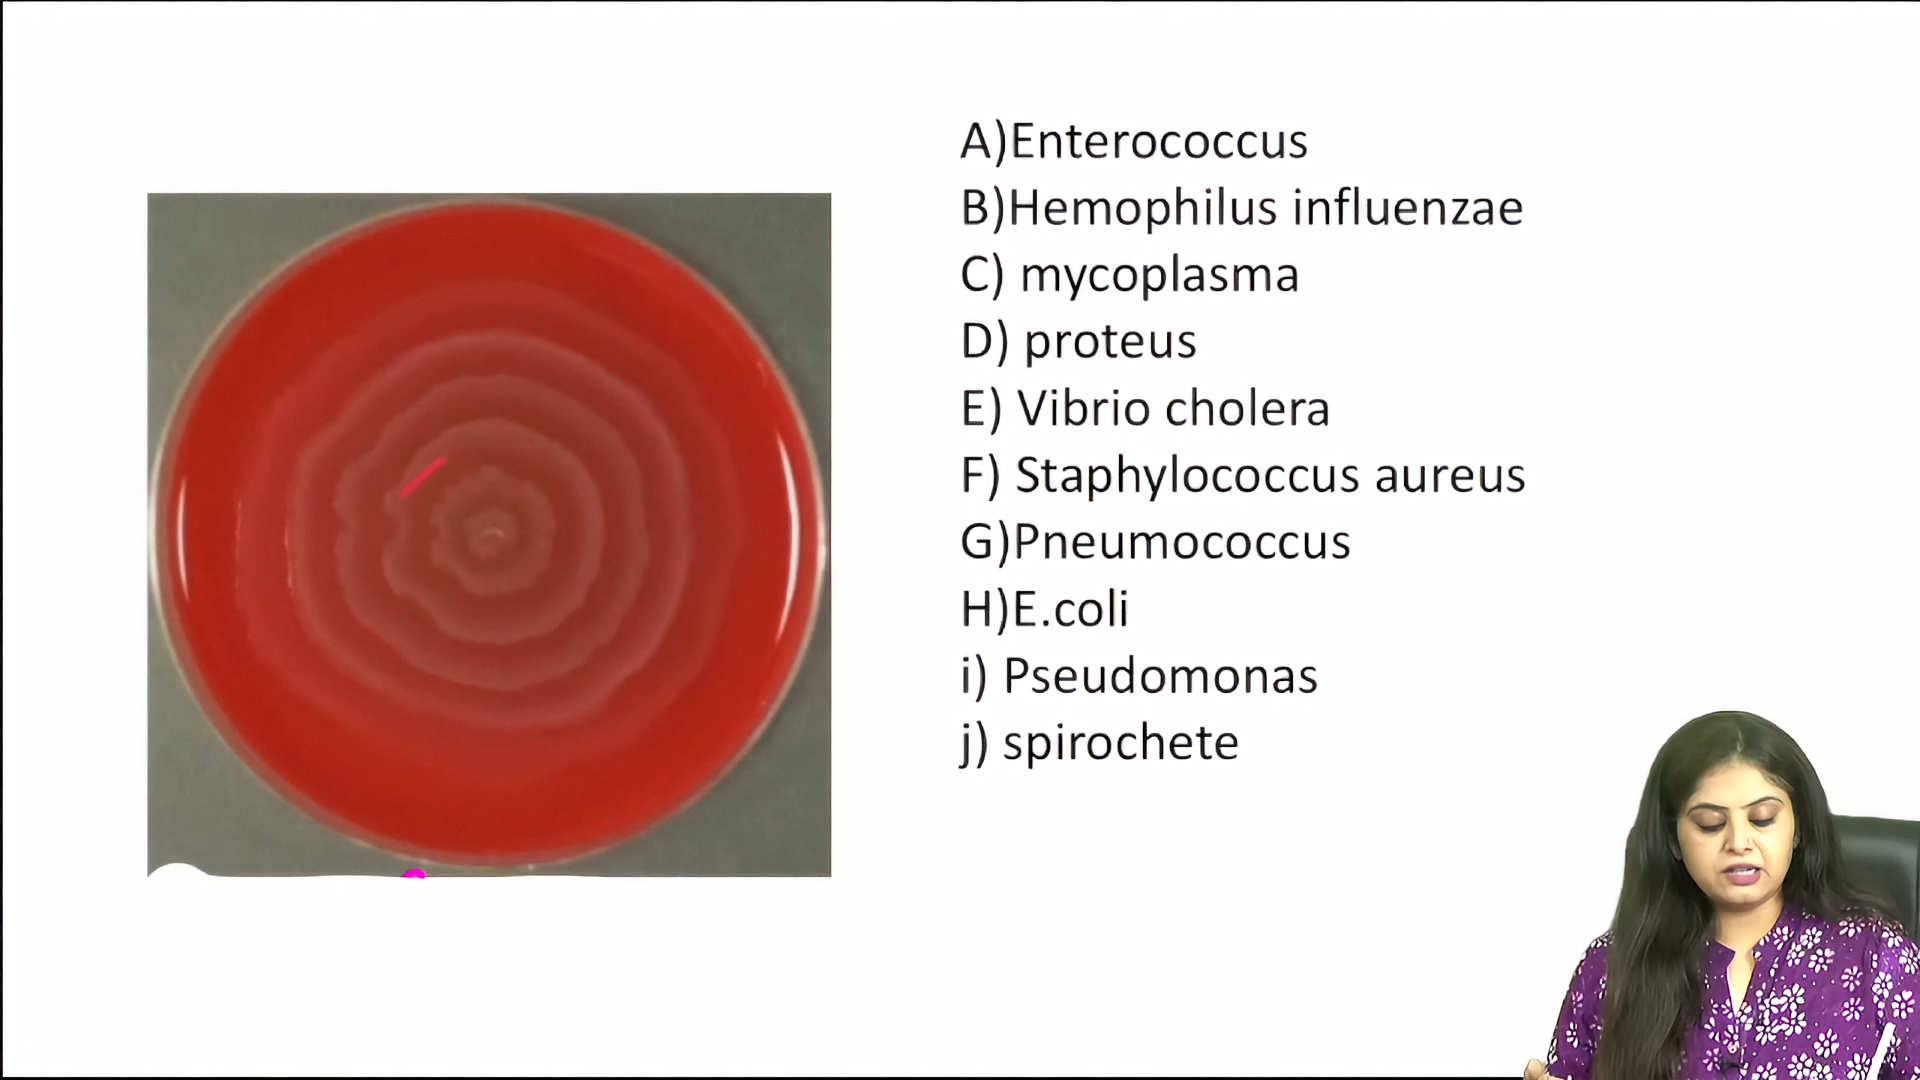 A)Enterococcus
B)Hemophilus influenzae
C) mycoplasma
D) proteus
E) Vibrio cholera
F) Staphylococcus aureus
G)Pneumococcus
H)E.coli
i) Pseudomonas
j) spirochete